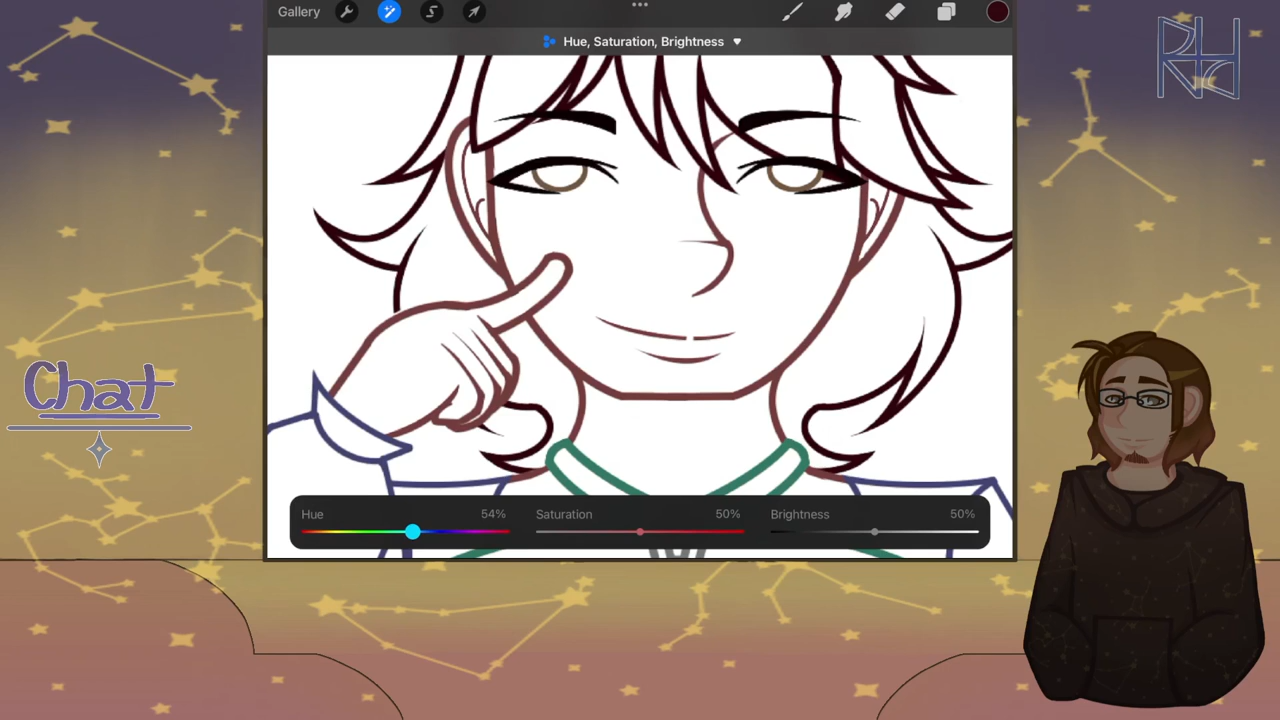 Gallery
Hue, Saturation, Brightness
Chat
Hue 54% Saturation 50% Brightness 50%